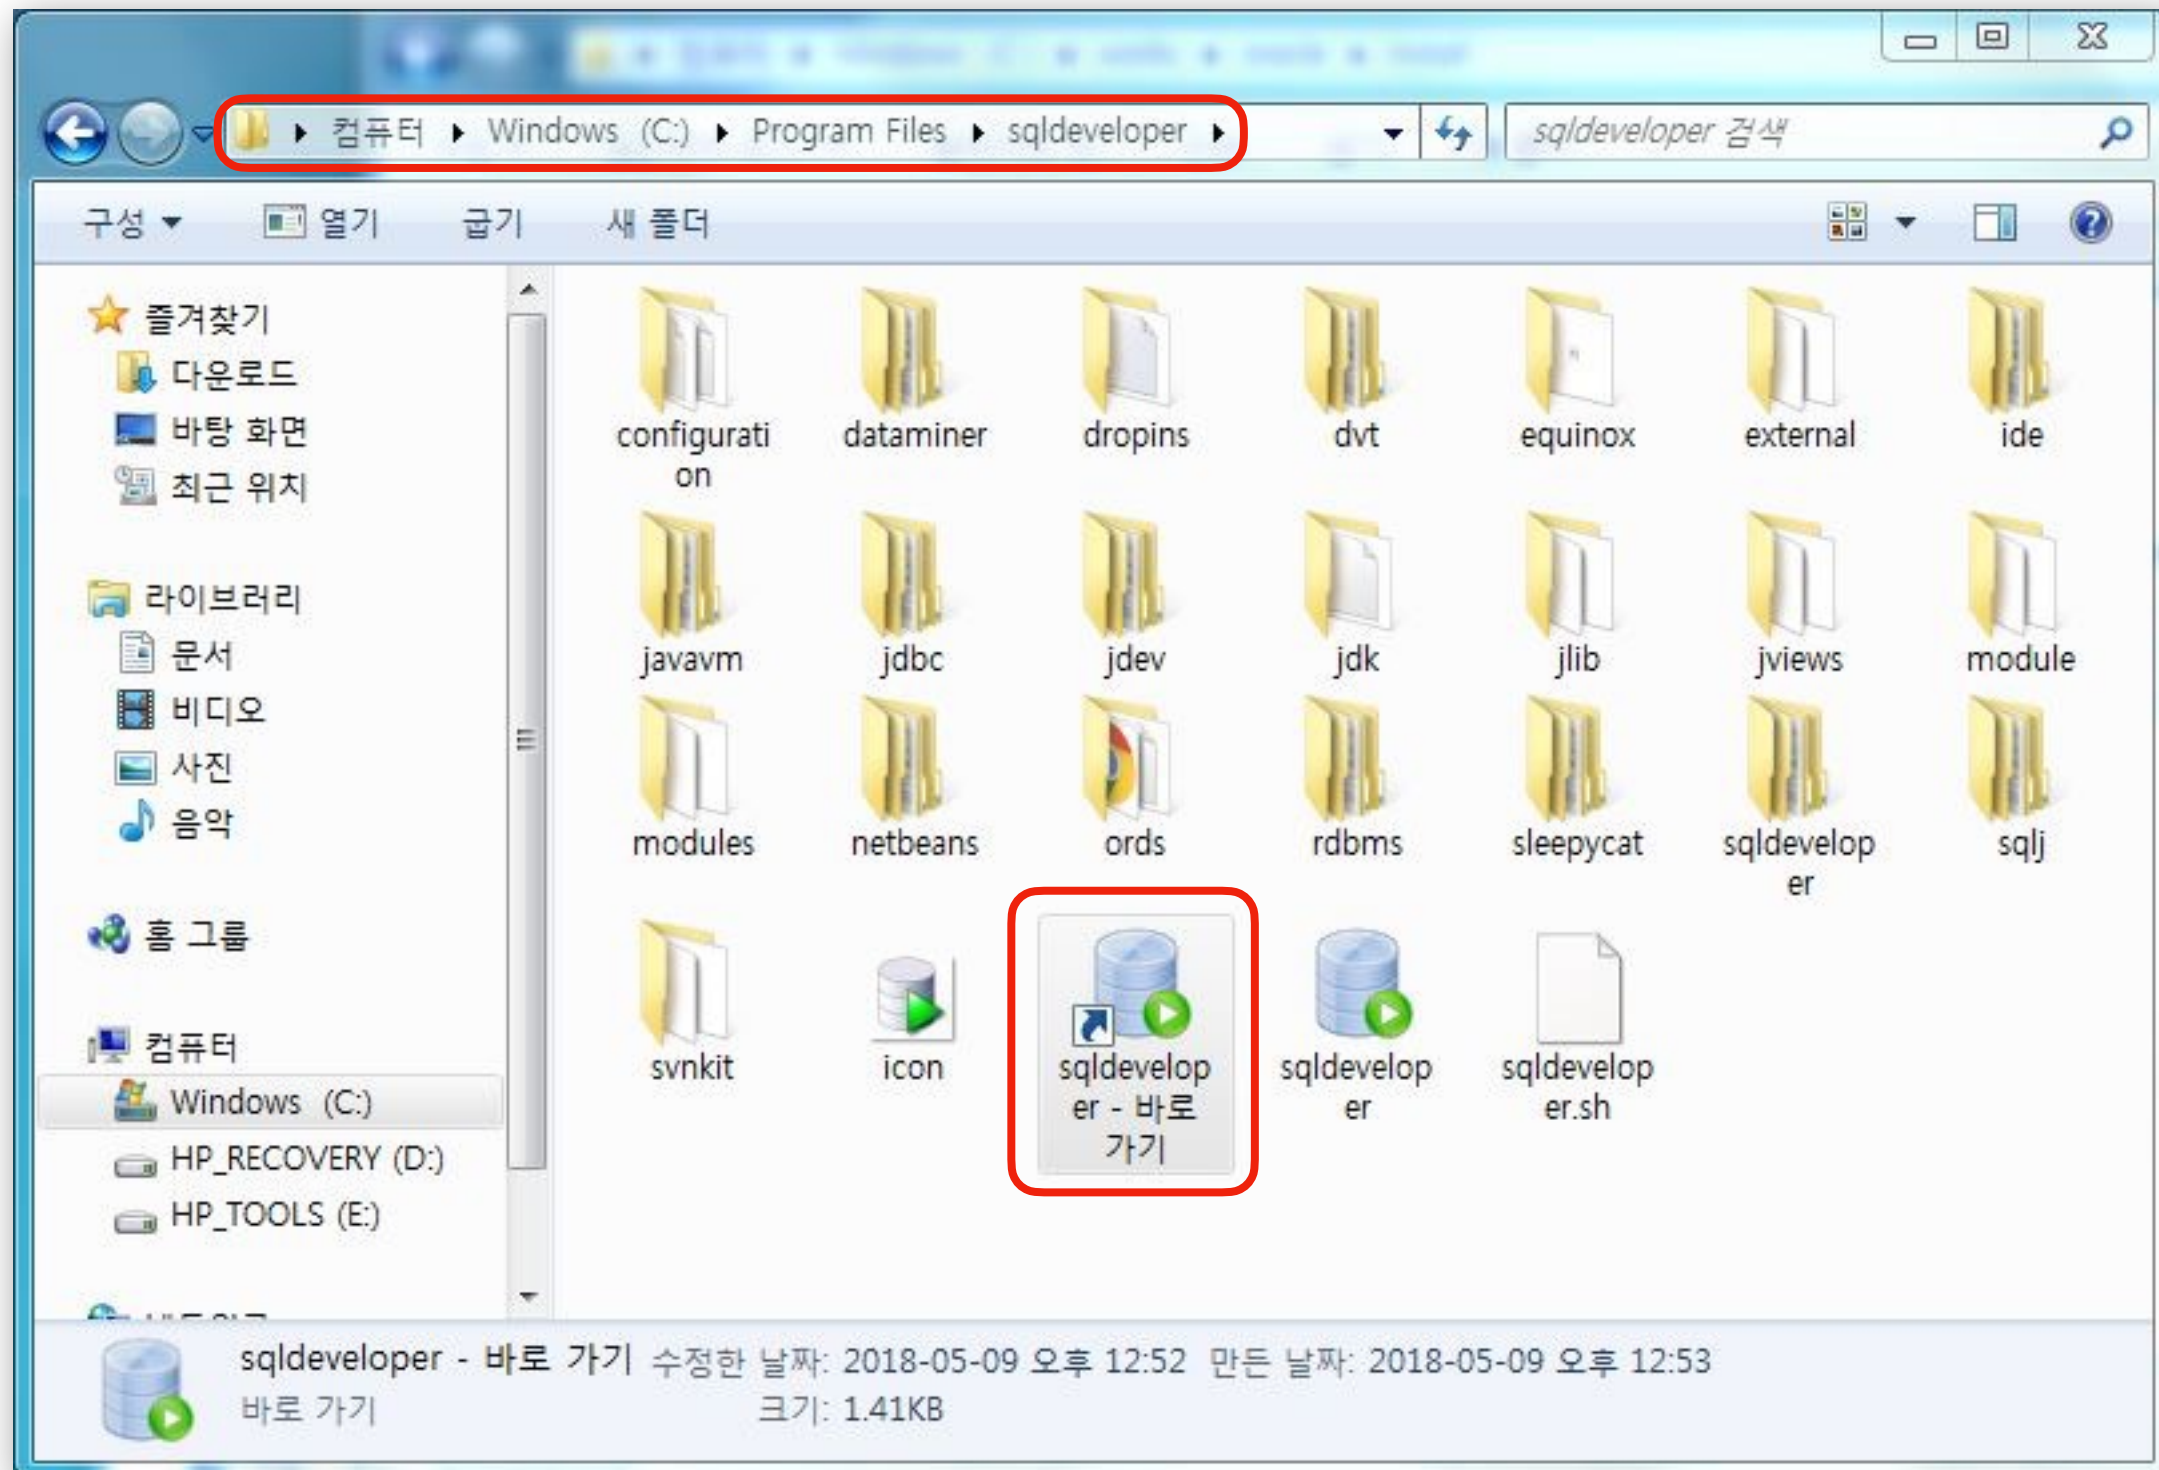 컴퓨터 ▸ Windows (C:) ▸ Program Files ▸ sqldeveloper ▸
sqldeveloper 검색
구성 열기 굽기 새 폴더
즐겨찾기
다운로드
바탕 화면
최근 위치
라이브러리
문서
비디오
사진
음악
홈 그룹
컴퓨터
Windows (C:)
HP_RECOVERY (D:)
HP_TOOLS (E:)
configurati
on
dataminer
dropins
dvt
equinox
external
ide
javavm
jdbc
jdev
jdk
jlib
jviews
module
modules
netbeans
ords
rdbms
sleepycat
sqldevelop
er
sqlj
svnkit
icon
sqldevelop
er - 바로
가기
sqldevelop
er
sqldevelop
er.sh
sqldeveloper - 바로 가기 수정한 날짜: 2018-05-09 오후 12:52 만든 날짜: 2018-05-09 오후 12:53
바로 가기 크기: 1.41KB